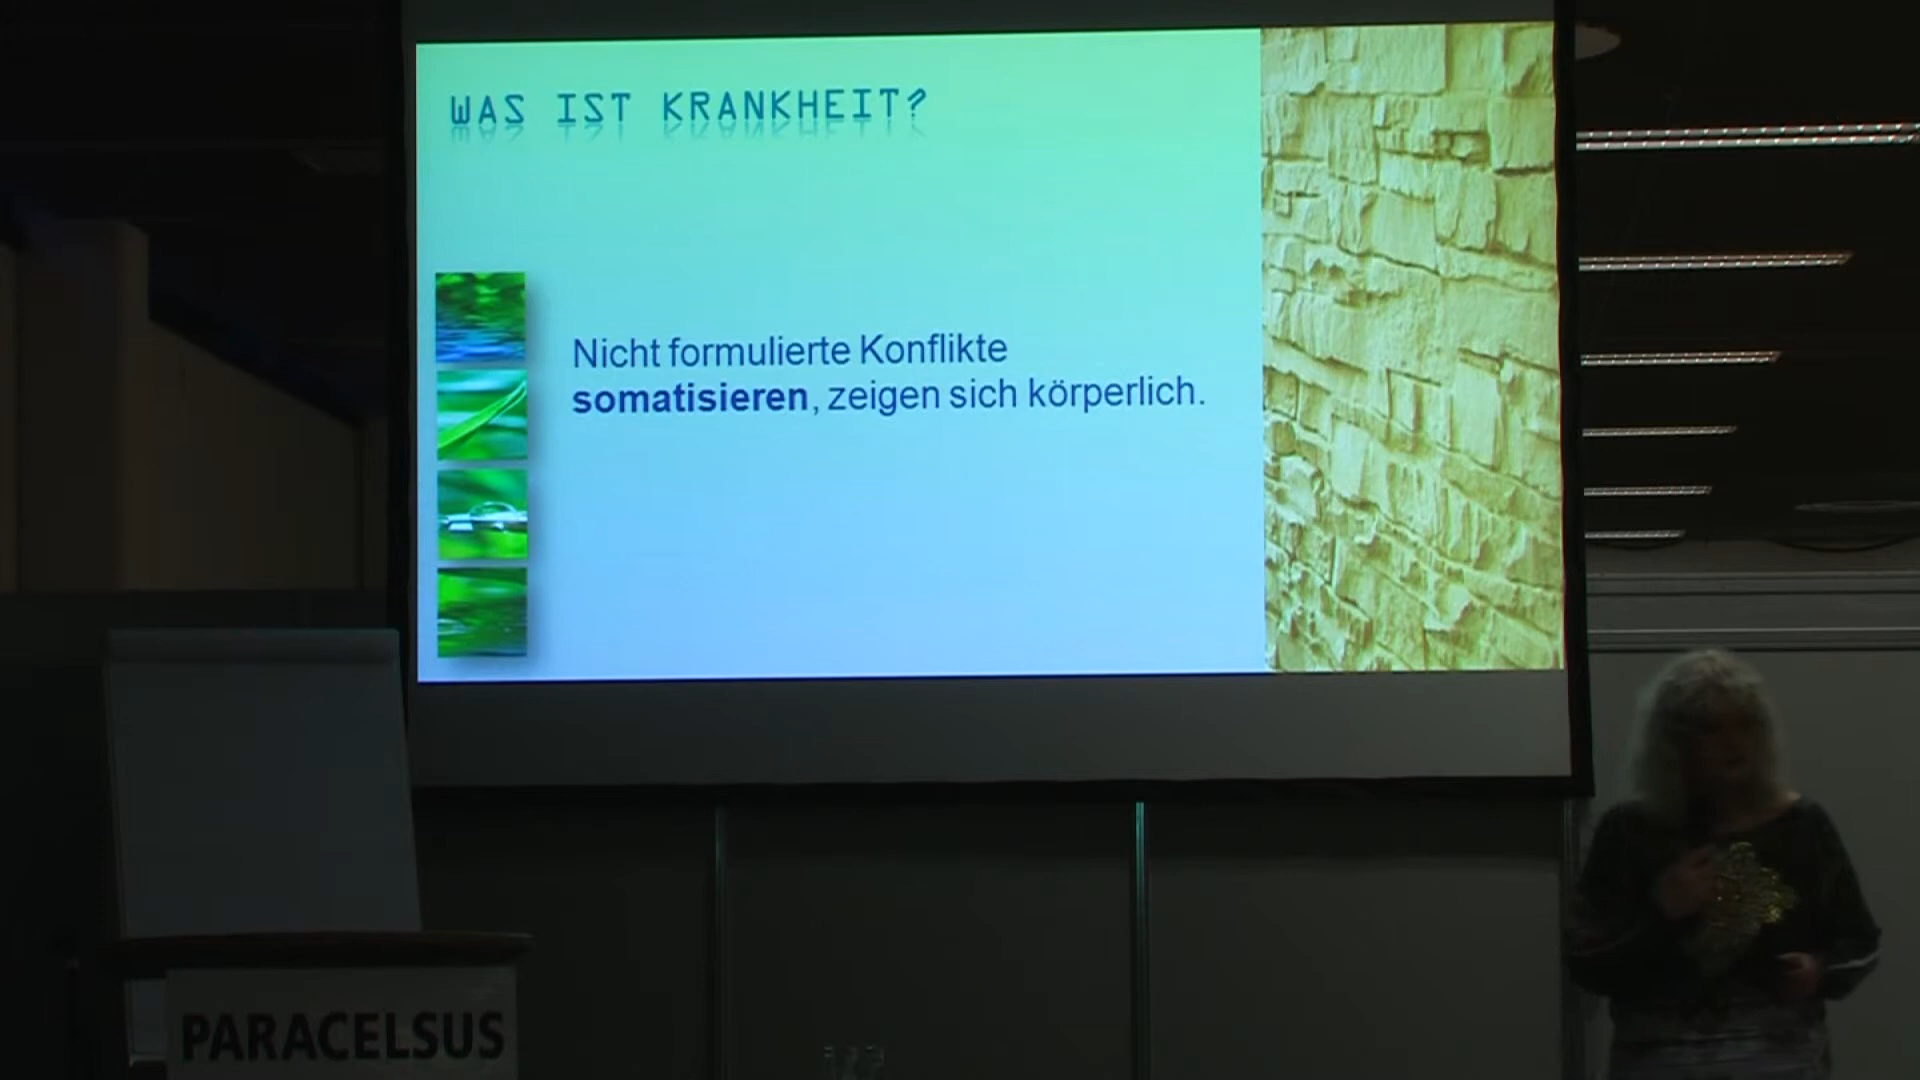 WAS IST KRANKHEIT?
Nicht formulierte Konflikte
somatisieren, zeigen sich körperlich.
PARACELSUS